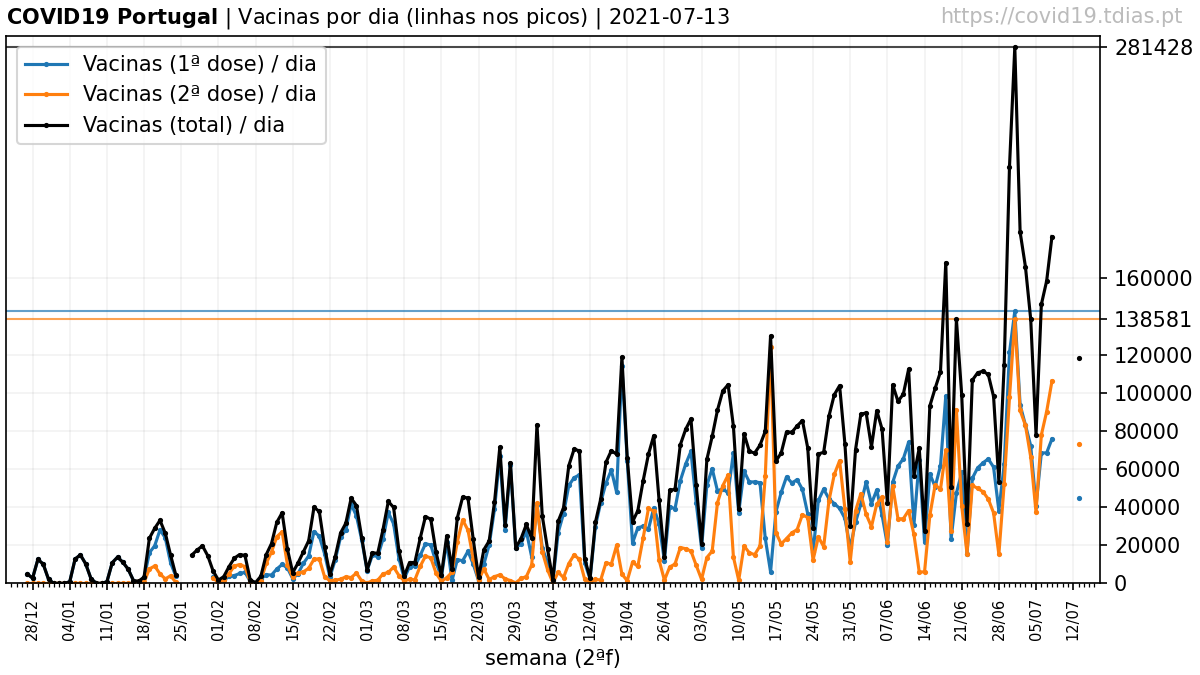 COVID19 Portugal | Vacinas por dia (linhas nos picos) | 2021-07-13
https://covid19.tdias.pt
Vacinas (1ª dose) / dia
Vacinas (2ª dose) / dia
Vacinas (total) / dia
281428
160000
138581
120000
100000
80000
60000
40000
20000
0
28/12 04/01 11/01 18/01 25/01 01/02 08/02 15/02 22/02 01/03 08/03 15/03 22/03 29/03 05/04 12/04 19/04 26/04 03/05 10/05 17/05 24/05 31/05 07/06 14/06 21/06 28/06 05/07 12/07
semana (2ªf)